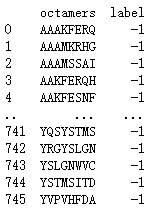 octamers label
0 AAAKFERQ -1
1 AAAMKRHG -1
2 AAAMSSAI -1
3 AAKFERQH -1
4 AAKFESNF -1
.. ... ...
741 YQSYSTMS -1
742 YRGYSLGN -1
743 YSLGNWVC -1
744 YSTMSITD -1
745 YVPVHFDA -1